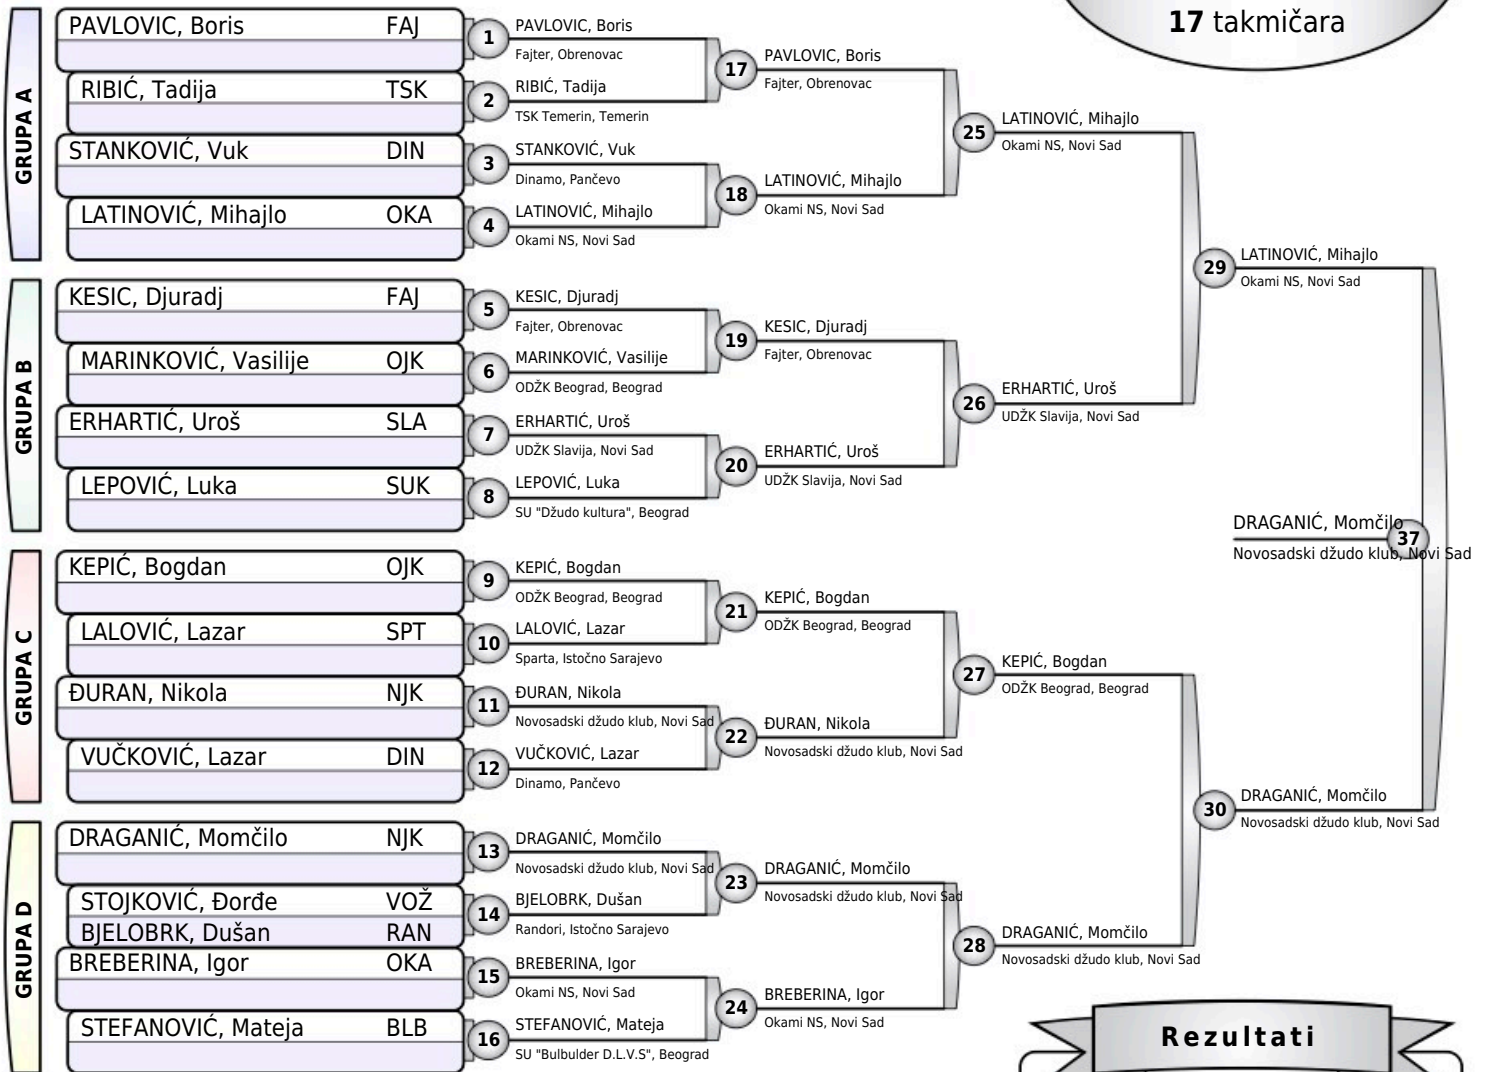 17 takmičara
GRUPA A
PAVLOVIC, Boris FAJ
RIBIĆ, Tadija TSK
STANKOVIĆ, Vuk DIN
LATINOVIĆ, Mihajlo OKA
GRUPA B
KESIC, Djuradj FAJ
MARINKOVIĆ, Vasilije OJK
ERHARTIĆ, Uroš SLA
LEPOVIĆ, Luka SUK
GRUPA C
KEPIĆ, Bogdan OJK
LALOVIĆ, Lazar SPT
ĐURAN, Nikola NJK
VUČKOVIĆ, Lazar DIN
GRUPA D
DRAGANIĆ, Momčilo NJK
STOJKOVIĆ, Đorđe VOŽ
BJELOBRK, Dušan RAN
BREBERINA, Igor OKA
STEFANOVIĆ, Mateja BLB
1 PAVLOVIC, Boris
Fajter, Obrenovac
2 RIBIĆ, Tadija
TSK Temerin, Temerin
3 STANKOVIĆ, Vuk
Dinamo, Pančevo
4 LATINOVIĆ, Mihajlo
Okami NS, Novi Sad
5 KESIC, Djuradj
Fajter, Obrenovac
6 MARINKOVIĆ, Vasilije
ODŽK Beograd, Beograd
7 ERHARTIĆ, Uroš
UDŽK Slavija, Novi Sad
8 LEPOVIĆ, Luka
SU "Džudo kultura", Beograd
9 KEPIĆ, Bogdan
ODŽK Beograd, Beograd
10 LALOVIĆ, Lazar
Sparta, Istočno Sarajevo
11 ĐURAN, Nikola
Novosadski džudo klub, Novi Sad
12 VUČKOVIĆ, Lazar
Dinamo, Pančevo
13 DRAGANIĆ, Momčilo
Novosadski džudo klub, Novi Sad
14 BJELOBRK, Dušan
Randori, Istočno Sarajevo
15 BREBERINA, Igor
Okami NS, Novi Sad
16 STEFANOVIĆ, Mateja
SU "Bulbulder D.L.V.S", Beograd
17 PAVLOVIC, Boris
Fajter, Obrenovac
18 LATINOVIĆ, Mihajlo
Okami NS, Novi Sad
19 KESIC, Djuradj
Fajter, Obrenovac
20 ERHARTIĆ, Uroš
UDŽK Slavija, Novi Sad
21 KEPIĆ, Bogdan
ODŽK Beograd, Beograd
22 ĐURAN, Nikola
Novosadski džudo klub, Novi Sad
23 DRAGANIĆ, Momčilo
Novosadski džudo klub, Novi Sad
24 BREBERINA, Igor
Okami NS, Novi Sad
25 LATINOVIĆ, Mihajlo
Okami NS, Novi Sad
26 ERHARTIĆ, Uroš
UDŽK Slavija, Novi Sad
27 KEPIĆ, Bogdan
ODŽK Beograd, Beograd
28 DRAGANIĆ, Momčilo
Novosadski džudo klub, Novi Sad
29 LATINOVIĆ, Mihajlo
Okami NS, Novi Sad
30 DRAGANIĆ, Momčilo
Novosadski džudo klub, Novi Sad
DRAGANIĆ, Momčilo 37
Novosadski džudo klub, Novi Sad
Rezultati